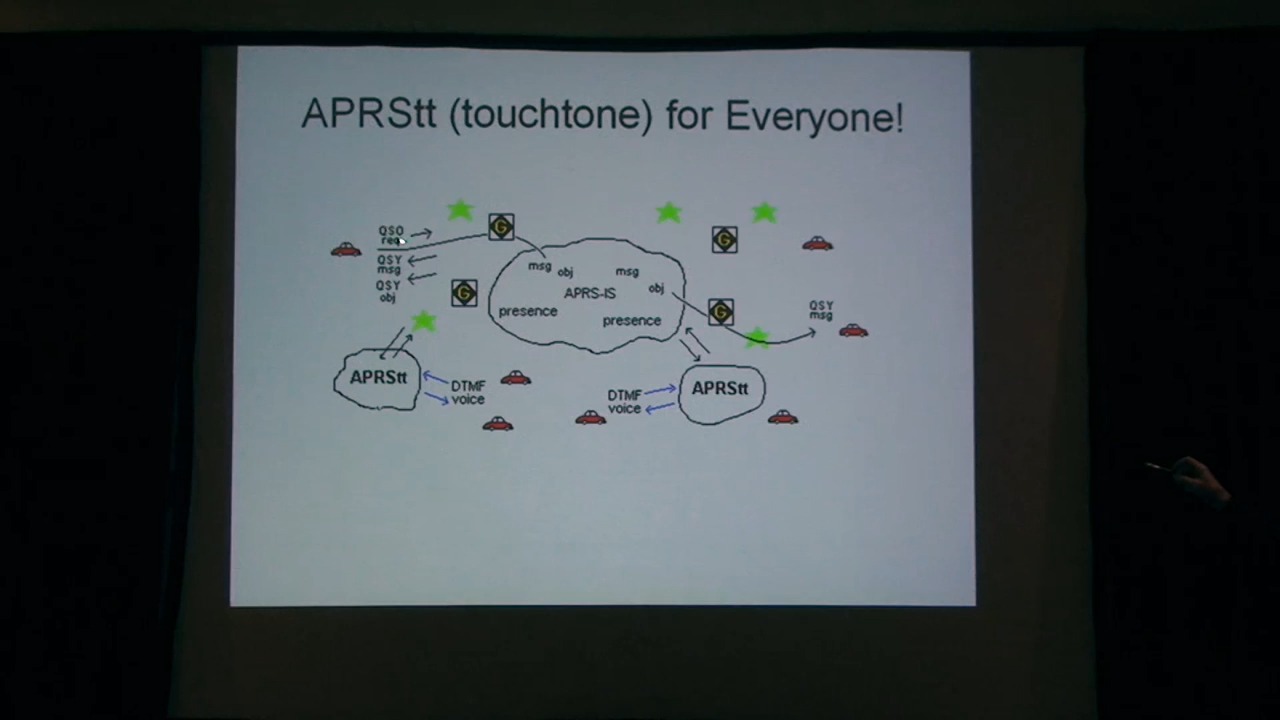 APRStt (touchtone) for Everyone!
QSO
req
QSY
msg
QSY
obj
G
G
msg obj
msg
obj
APRS-IS
presence
presence
G
G
QSY
msg
APRStt
DTMF
voice
DTMF
voice
APRStt